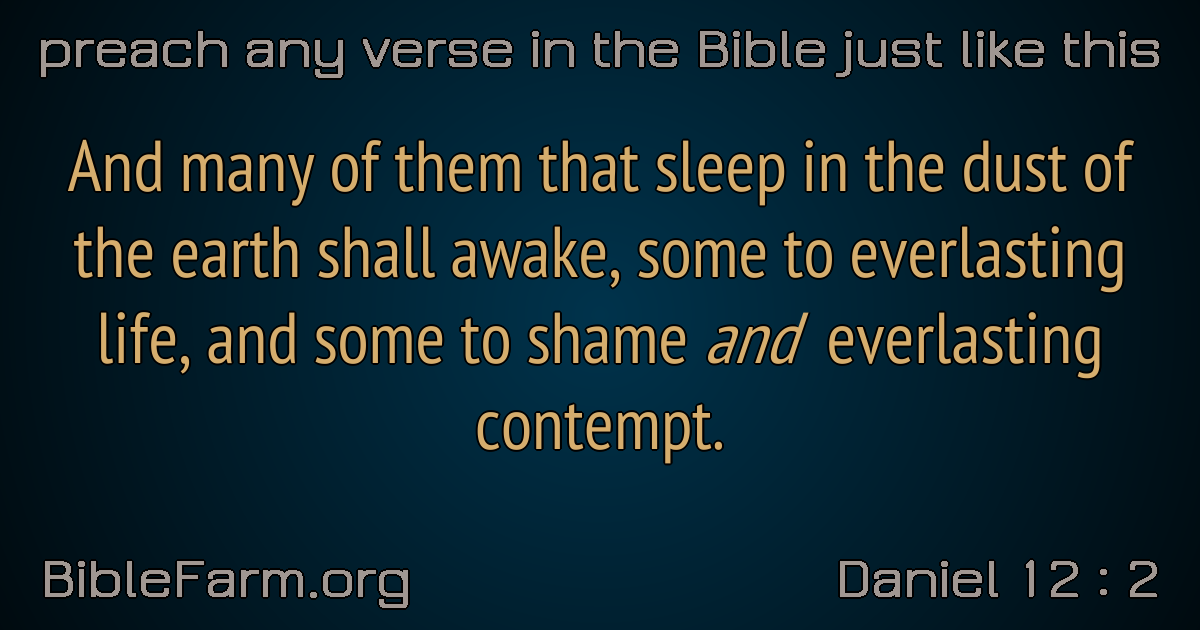 preach any verse in the Bible just like this
And many of them that sleep in the dust of
the earth shall awake, some to everlasting
life, and some to shame and everlasting
contempt.
BibleFarm.org
Daniel 12 : 2